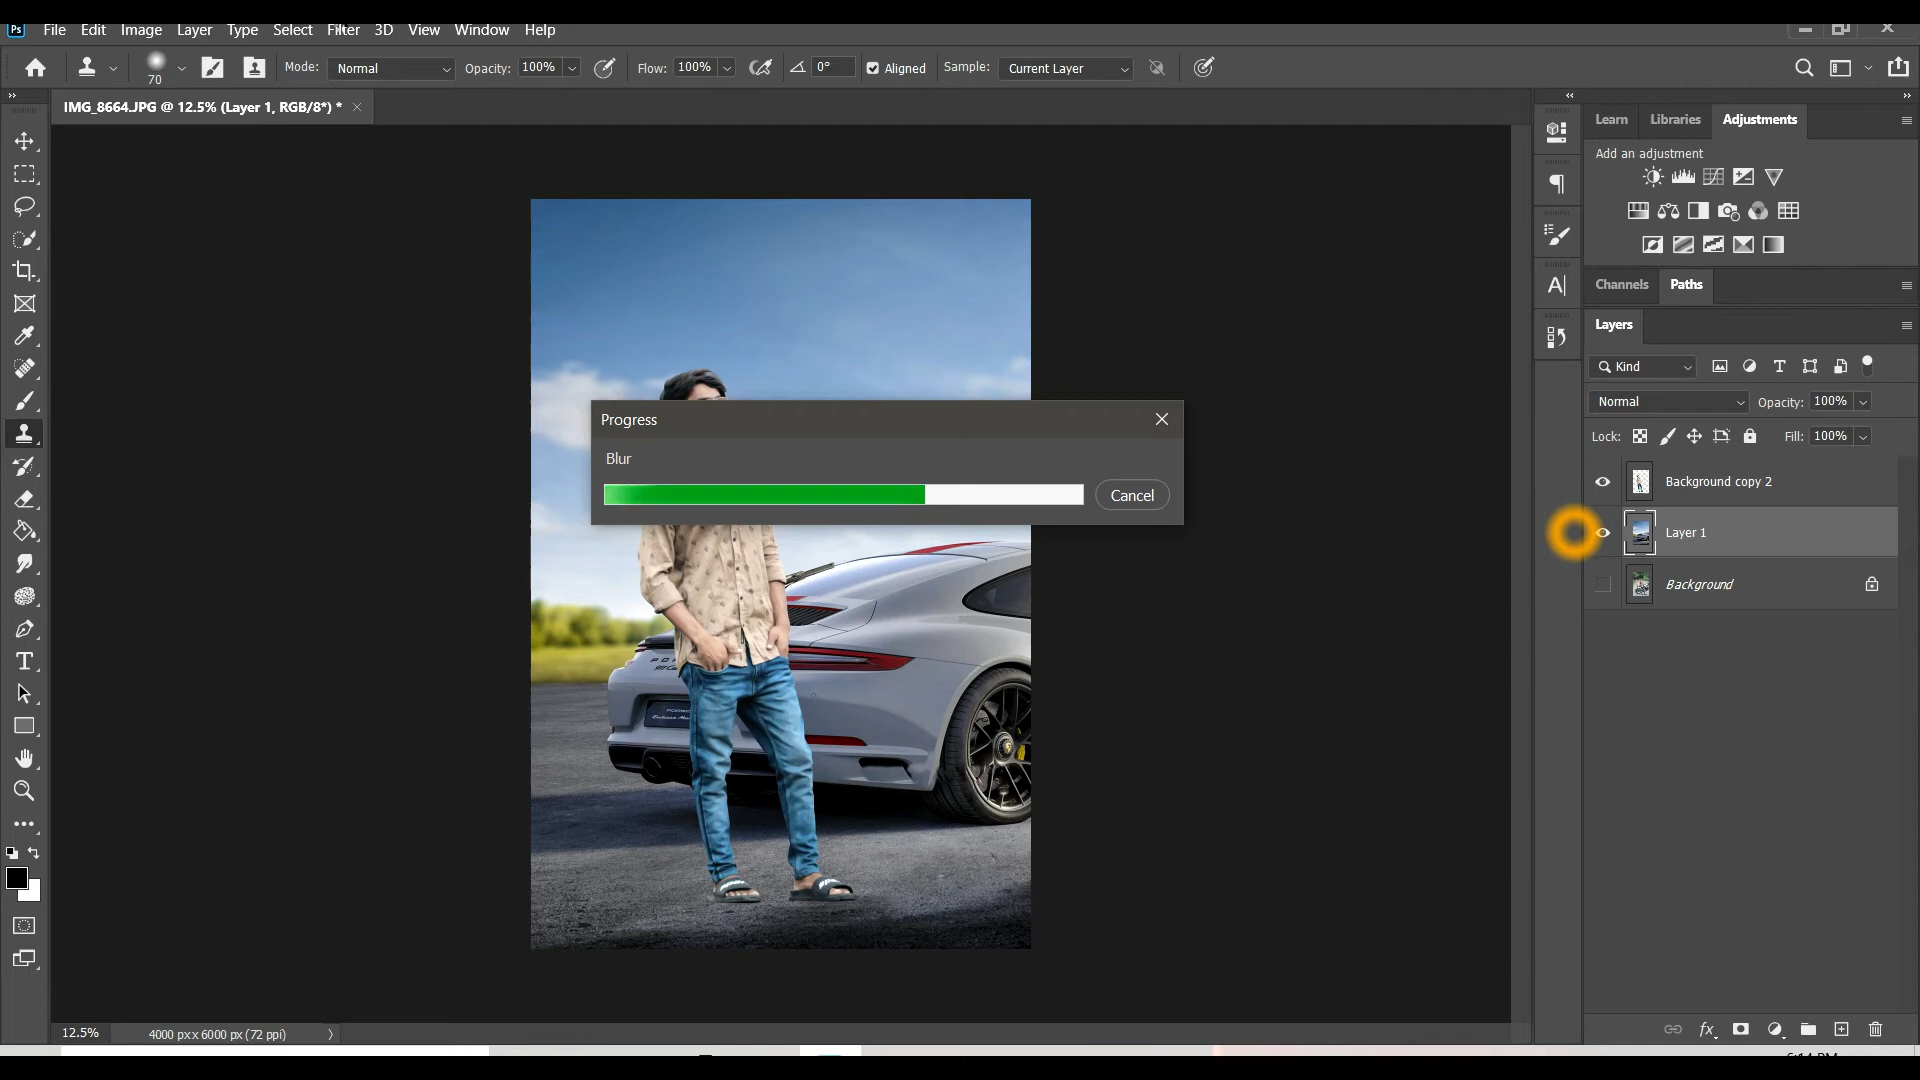 Ps File Edit Image Layer Type Select Filter 3D View Window Help
70 Mode: Normal Opacity: 100% Flow: 100% 0° Aligned Sample: Current Layer
IMG_8664.JPG @ 12.5% (Layer 1, RGB/8*) * ×
Learn Libraries Adjustments
Add an adjustment
Channels Paths
Layers
Kind
Normal Opacity: 100%
Lock: Fill: 100%
Background copy 2
Layer 1
Background
Progress
Blur
Cancel
12.5% 4000 px x 6000 px (72 ppi)